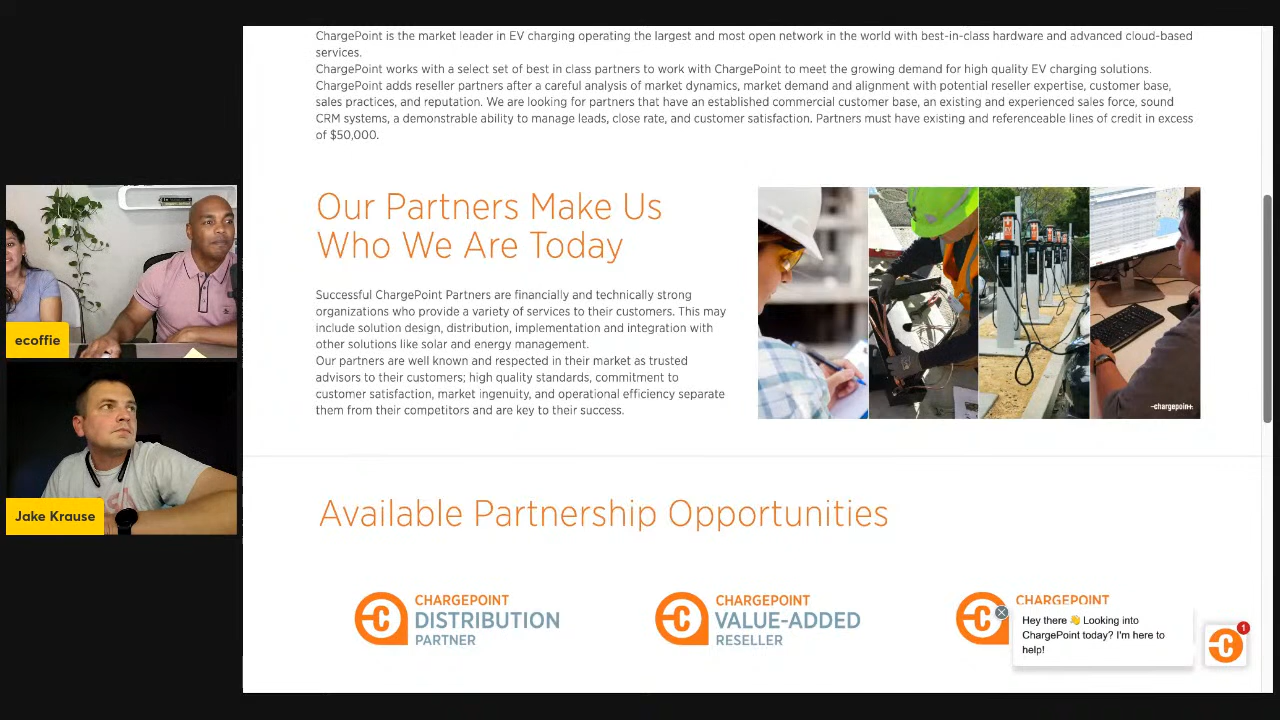 ChargePoint is the market leader in EV charging operating the largest and most open network in the world with best-in-class hardware and advanced cloud-based
services.
ChargePoint works with a select set of best in class partners to work with ChargePoint to meet the growing demand for high quality EV charging solutions.
ChargePoint adds reseller partners after a careful analysis of market dynamics, market demand and alignment with potential reseller expertise, customer base,
sales practices, and reputation. We are looking for partners that have an established commercial customer base, an existing and experienced sales force, sound
CRM systems, a demonstrable ability to manage leads, close rate, and customer satisfaction. Partners must have existing and referenceable lines of credit in excess
of $50,000.
Our Partners Make Us
Who We Are Today
Successful ChargePoint Partners are financially and technically strong
organizations who provide a variety of services to their customers. This may
include solution design, distribution, implementation and integration with
other solutions like solar and energy management.
Our partners are well known and respected in their market as trusted
advisors to their customers; high quality standards, commitment to
customer satisfaction, market ingenuity, and operational efficiency separate
them from their competitors and are key to their success.
-chargepoin+.
ecoffie
Jake Krause
Available Partnership Opportunities
CHARGEPOINT
DISTRIBUTION
PARTNER
CHARGEPOINT
VALUE-ADDED
RESELLER
CHARGEPOINT
Hey there 👋 Looking into
ChargePoint today? I'm here to
help!
1